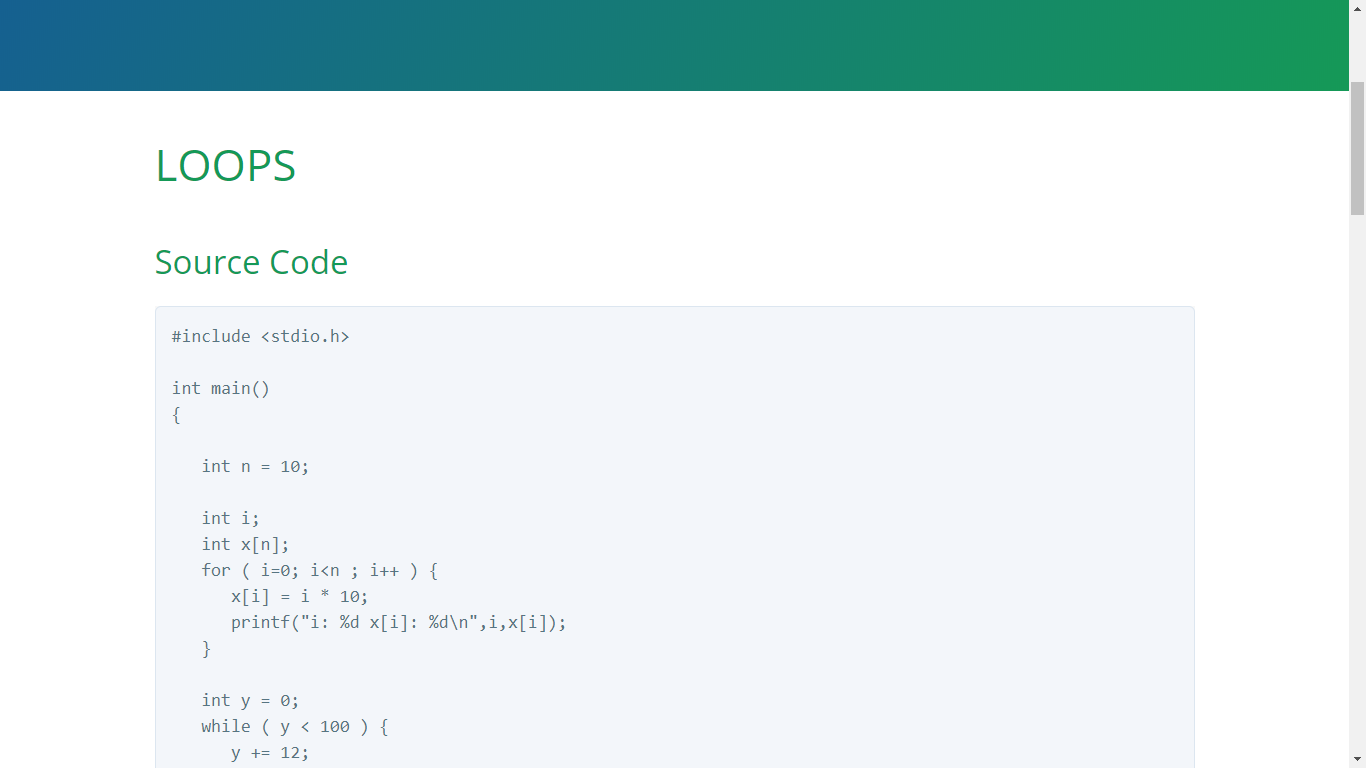 LOOPS
Source Code
#include <stdio.h>
int main()
{
int n = 10;
int i;
int x[n];
for ( i=0; i<n ; i++ ) {
x[i] = i * 10;
printf("i: %d x[i]: %d\n",i,x[i]);
}
int y = 0;
while ( y < 100 ) {
y += 12;